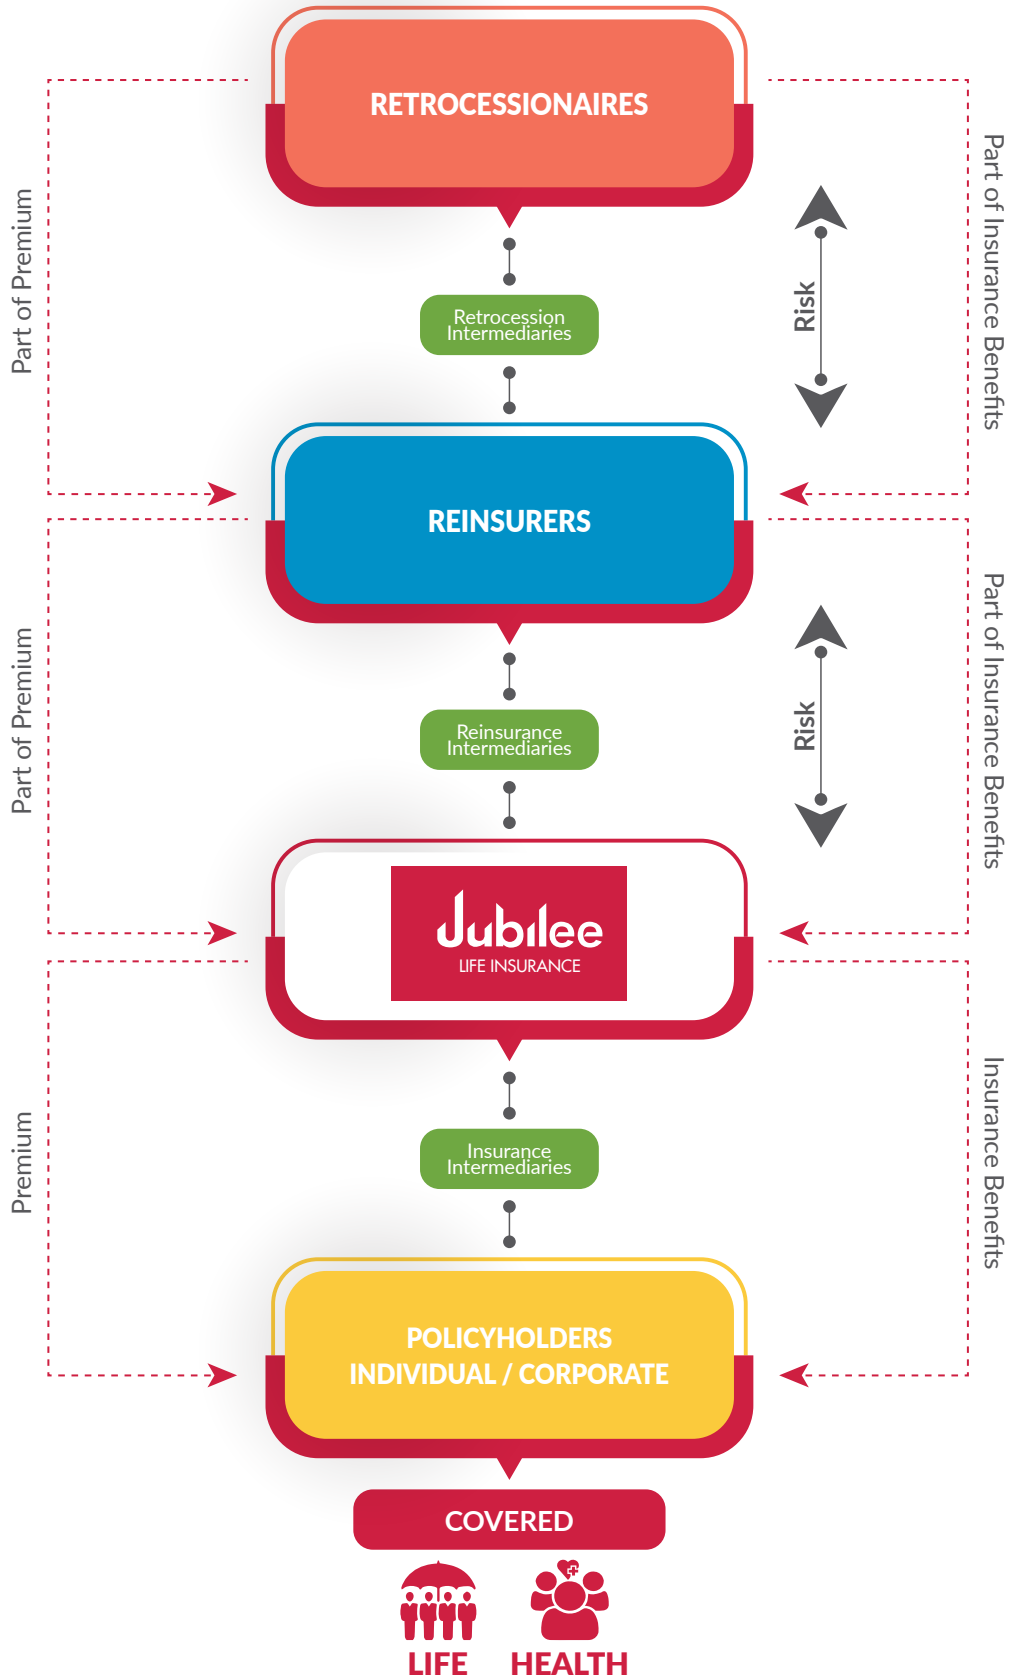 RETROCESSIONAIRES
Part of Premium
Part of Insurance Benefits
Risk
Retrocession
Intermediaries
REINSURERS
Part of Premium
Part of Insurance Benefits
Risk
Reinsurance
Intermediaries
Jubilee
LIFE INSURANCE
Premium
Insurance Benefits
Insurance
Intermediaries
POLICYHOLDERS
INDIVIDUAL / CORPORATE
COVERED
LIFE
HEALTH